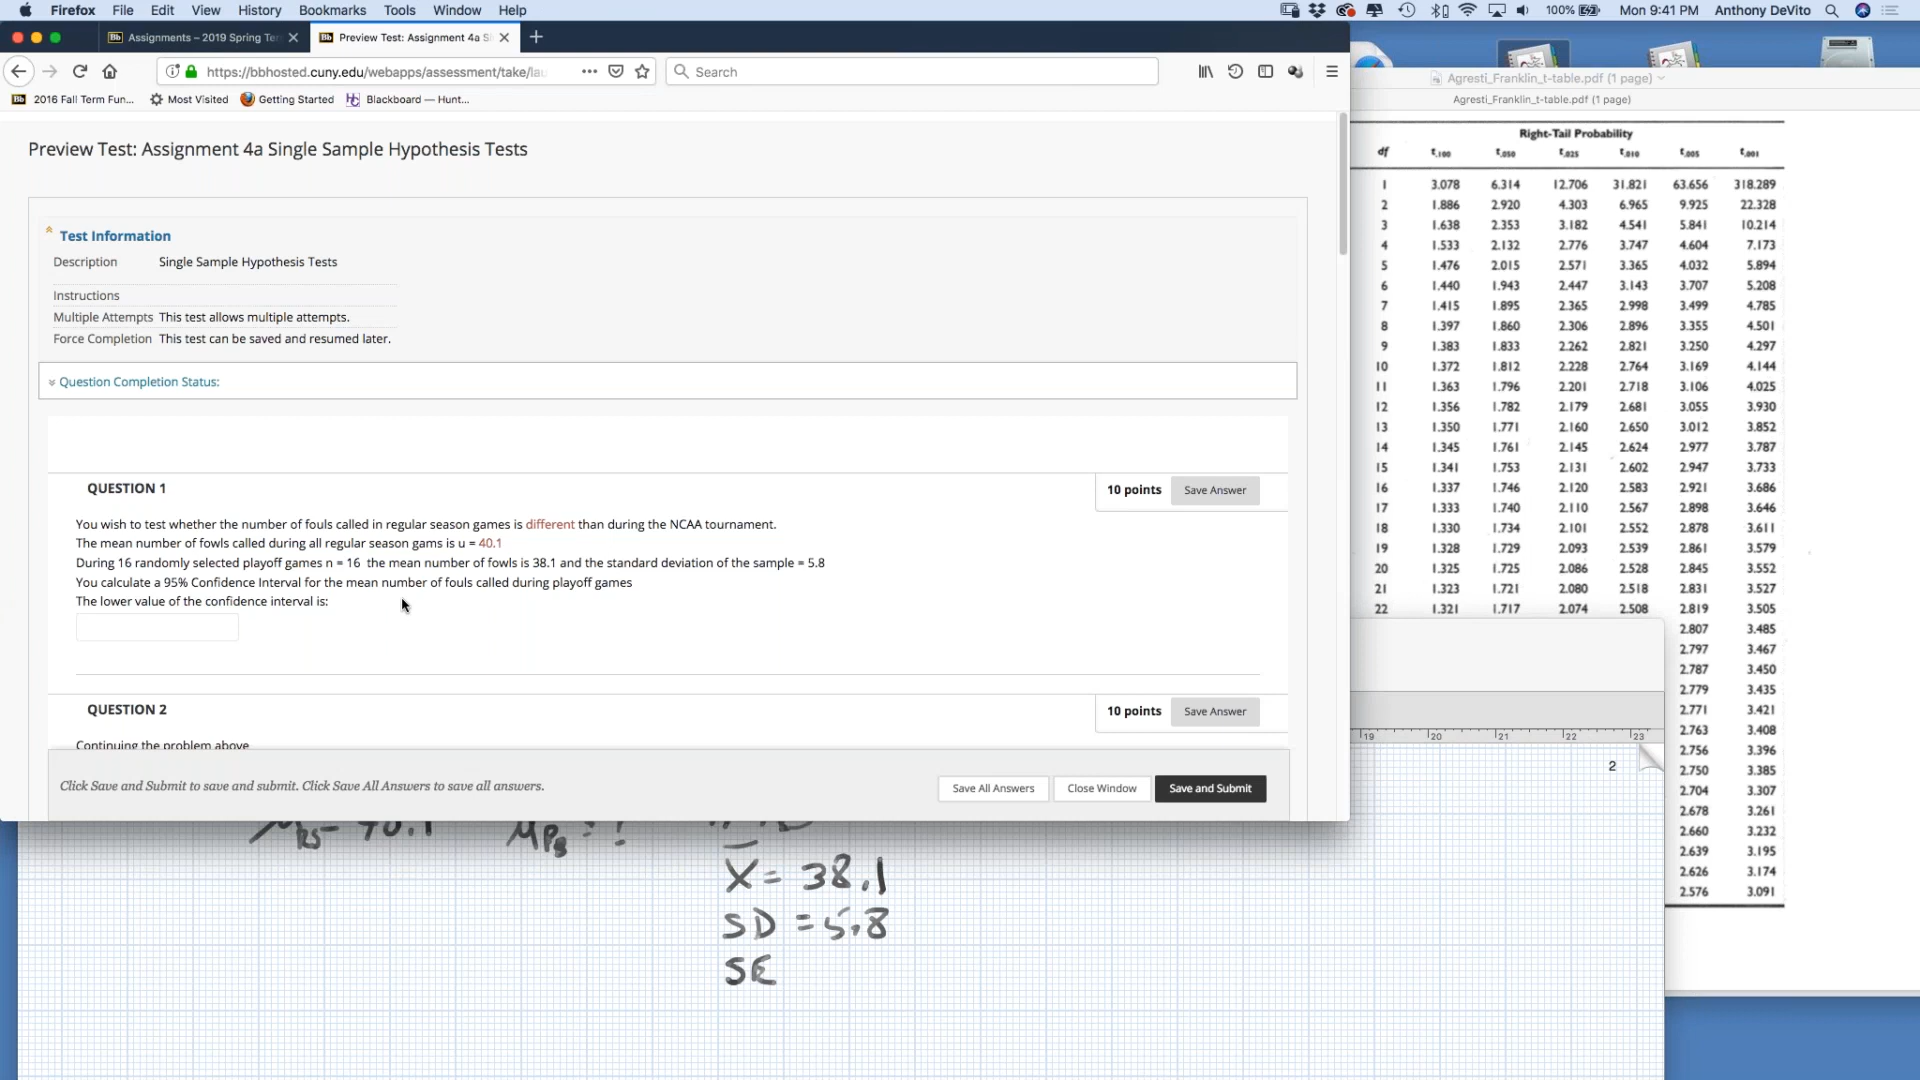 Firefox File Edit View History Bookmarks Tools Window Help
100% Mon 9:41 PM Anthony DeVito
Bb Assignments – 2019 Spring Te
Bb Preview Test: Assignment 4a S
https://bbhosted.cuny.edu/webapps/assessment/take/lau
Search
Bb 2016 Fall Term Fun... Most Visited Getting Started Blackboard — Hunt...
Preview Test: Assignment 4a Single Sample Hypothesis Tests
Test Information
Description Single Sample Hypothesis Tests
Instructions
Multiple Attempts This test allows multiple attempts.
Force Completion This test can be saved and resumed later.
Question Completion Status:
QUESTION 1
10 points Save Answer
You wish to test whether the number of fouls called in regular season games is different than during the NCAA tournament.
The mean number of fowls called during all regular season gams is u = 40.1
During 16 randomly selected playoff games n = 16 the mean number of fowls is 38.1 and the standard deviation of the sample = 5.8
You calculate a 95% Confidence Interval for the mean number of fouls called during playoff games
The lower value of the confidence interval is:
QUESTION 2
10 points Save Answer
Continuing the problem above
Click Save and Submit to save and submit. Click Save All Answers to save all answers.
Save All Answers Close Window Save and Submit
Agresti_Franklin_t-table.pdf (1 page)
Agresti_Franklin_t-table.pdf (1 page)
Right-Tail Probability
df t.100 t.050 t.025 t.010 t.005 t.001
1 3.078 6.314 12.706 31.821 63.656 318.289
2 1.886 2.920 4.303 6.965 9.925 22.328
3 1.638 2.353 3.182 4.541 5.841 10.214
4 1.533 2.132 2.776 3.747 4.604 7.173
5 1.476 2.015 2.571 3.365 4.032 5.894
6 1.440 1.943 2.447 3.143 3.707 5.208
7 1.415 1.895 2.365 2.998 3.499 4.785
8 1.397 1.860 2.306 2.896 3.355 4.501
9 1.383 1.833 2.262 2.821 3.250 4.297
10 1.372 1.812 2.228 2.764 3.169 4.144
11 1.363 1.796 2.201 2.718 3.106 4.025
12 1.356 1.782 2.179 2.681 3.055 3.930
13 1.350 1.771 2.160 2.650 3.012 3.852
14 1.345 1.761 2.145 2.624 2.977 3.787
15 1.341 1.753 2.131 2.602 2.947 3.733
16 1.337 1.746 2.120 2.583 2.921 3.686
17 1.333 1.740 2.110 2.567 2.898 3.646
18 1.330 1.734 2.101 2.552 2.878 3.611
19 1.328 1.729 2.093 2.539 2.861 3.579
20 1.325 1.725 2.086 2.528 2.845 3.552
21 1.323 1.721 2.080 2.518 2.831 3.527
22 1.321 1.717 2.074 2.508 2.819 3.505
2.807 3.485
2.797 3.467
2.787 3.450
2.779 3.435
2.771 3.421
2.763 3.408
2.756 3.396
2.750 3.385
2.704 3.307
2.678 3.261
2.660 3.232
2.639 3.195
2.626 3.174
2.576 3.091
19 20 21 22 23
2
X̄ = 38.1
SD = 5.8
SE